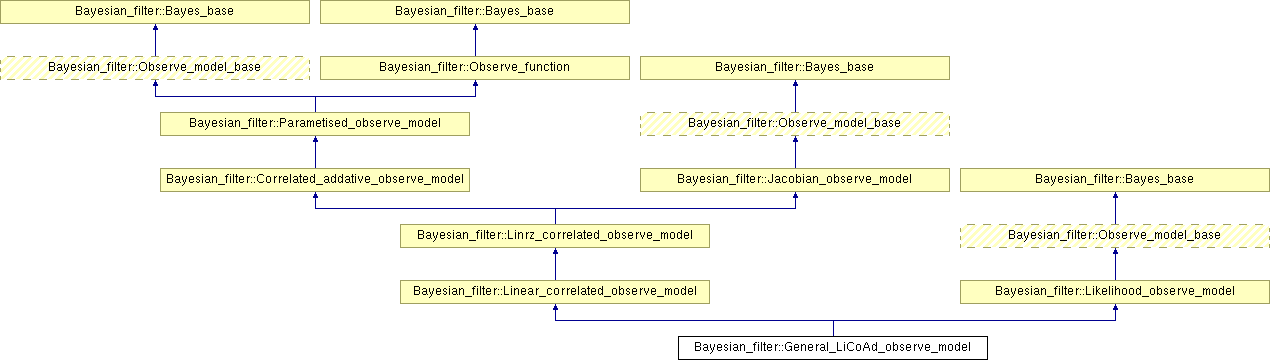 Bayesian_filter::Bayes_base
Bayesian_filter::Bayes_base
Bayesian_filter::Observe_model_base
Bayesian_filter::Observe_function
Bayesian_filter::Bayes_base
Bayesian_filter::Parametised_observe_model
Bayesian_filter::Observe_model_base
Bayesian_filter::Correlated_addative_observe_model
Bayesian_filter::Jacobian_observe_model
Bayesian_filter::Bayes_base
Bayesian_filter::Linrz_correlated_observe_model
Bayesian_filter::Observe_model_base
Bayesian_filter::Linear_correlated_observe_model
Bayesian_filter::Likelihood_observe_model
Bayesian_filter::General_LiCoAd_observe_model